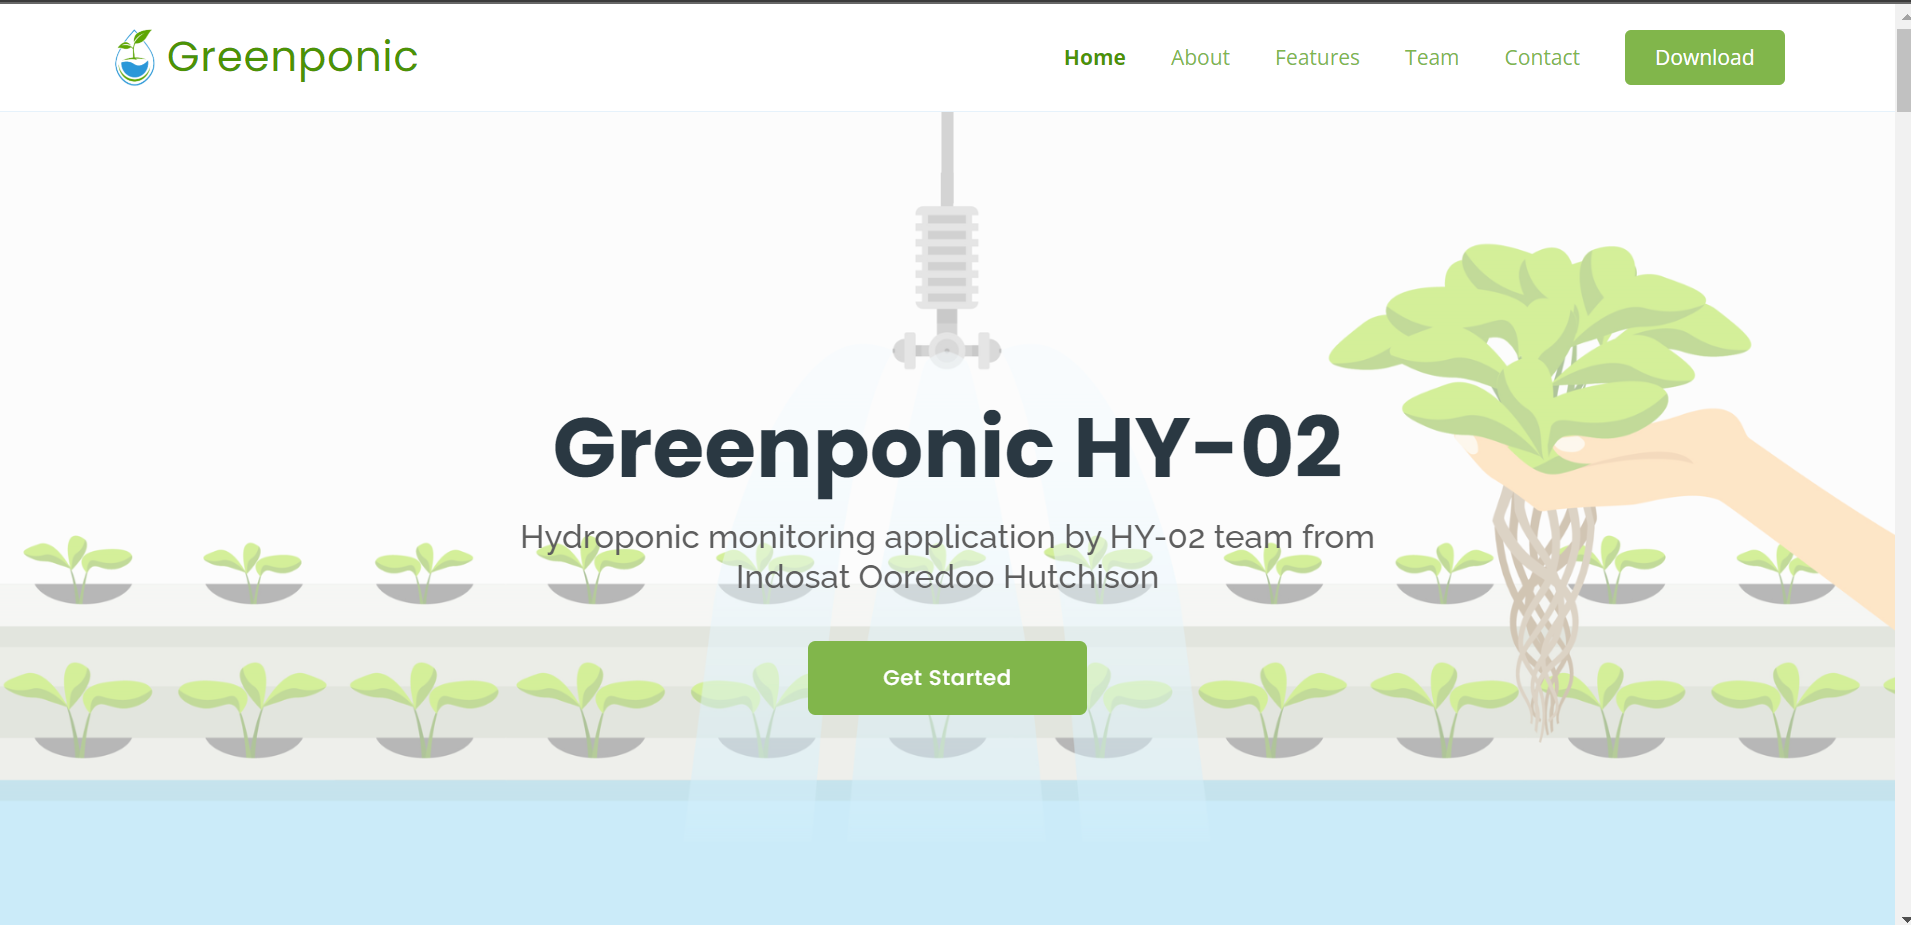 Greenponic
Home About Features Team Contact Download
Greenponic HY-02
Hydroponic monitoring application by HY-02 team from
Indosat Ooredoo Hutchison
Get Started